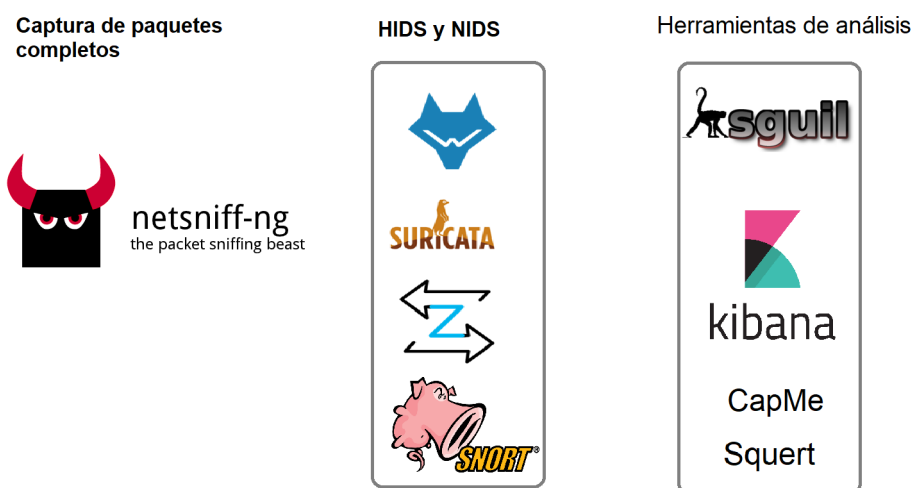 Captura de paquetes
completos
netsniff-ng
the packet sniffing beast
HIDS y NIDS
SURICATA
Z
SNORT®
Herramientas de análisis
sguil
kibana
CapMe
Squert